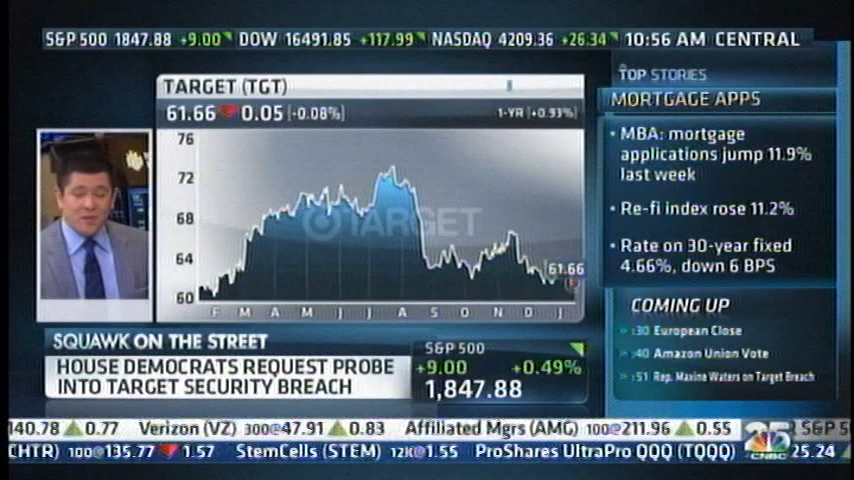 S&P 500 1847.88 +9.00 DOW 16491.85 +117.99 NASDAQ 4209.36 +26.34 10:56 AM CENTRAL
TARGET (TGT)
61.66 0.05 [-0.08%] 1-YR [+0.93%]
76
72
68
64
60
TARGET
61.66
F M A M J J A S O N D J
TOP STORIES
MORTGAGE APPS
• MBA: mortgage
applications jump 11.9%
last week
• Re-fi index rose 11.2%
• Rate on 30-year fixed
4.66%, down 6 BPS
COMING UP
:30 European Close
:40 Amazon Union Vote
:51 Rep. Maxine Waters on Target Breach
SQUAWK ON THE STREET
HOUSE DEMOCRATS REQUEST PROBE
INTO TARGET SECURITY BREACH
S&P 500
+9.00 +0.49%
1,847.88
140.78 0.77 Verizon (VZ) 300@47.91 0.83 Affiliated Mgrs (AMG) 100@211.96 0.55 25 S&P 5
CNBC
CHTR) 100@135.77 1.57 StemCells (STEM) 12K@1.55 ProShares UltraPro QQQ (TQQQ) 25.24